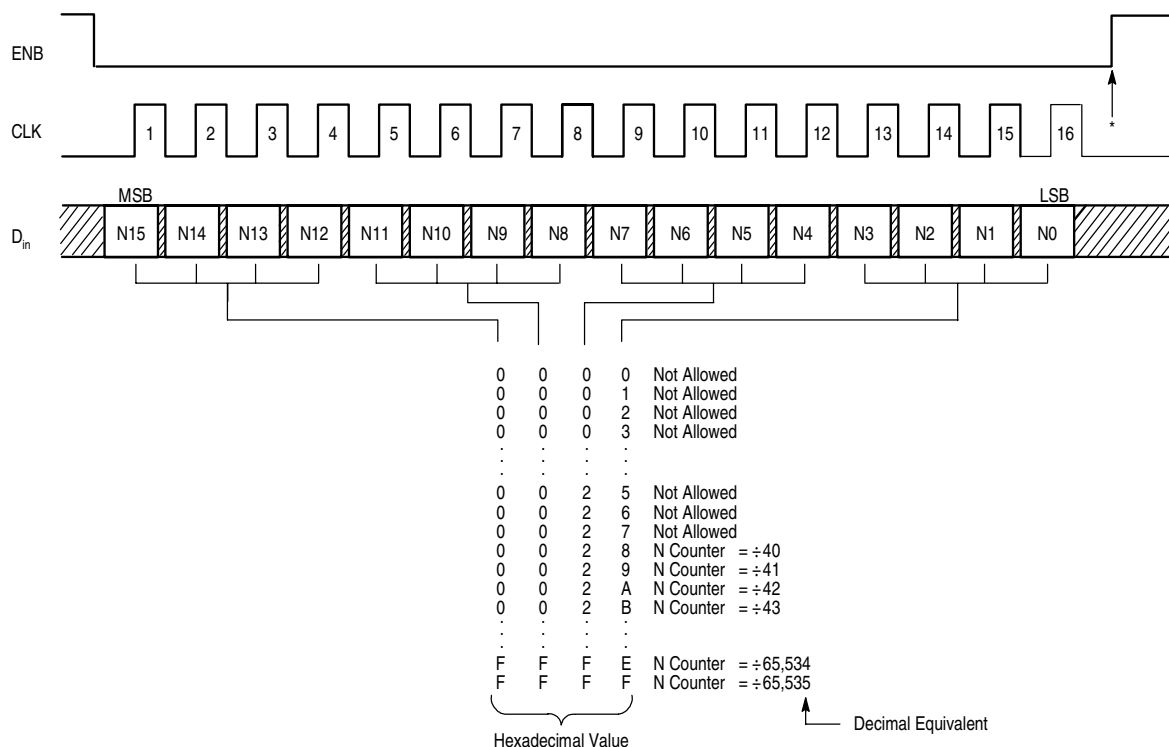 ENB
CLK
1 2 3 4 5 6 7 8 9 10 11 12 13 14 15 16
*
MSB LSB
Din
N15 N14 N13 N12 N11 N10 N9 N8 N7 N6 N5 N4 N3 N2 N1 N0
0 0 0 0 Not Allowed
0 0 0 1 Not Allowed
0 0 0 2 Not Allowed
0 0 0 3 Not Allowed
. . . .
. . . .
. . . .
0 0 2 5 Not Allowed
0 0 2 6 Not Allowed
0 0 2 7 Not Allowed
0 0 2 8 N Counter = ÷40
0 0 2 9 N Counter = ÷41
0 0 2 A N Counter = ÷42
0 0 2 B N Counter = ÷43
. . . .
. . . .
. . . .
F F F E N Counter = ÷65,534
F F F F N Counter = ÷65,535
Decimal Equivalent
Hexadecimal Value